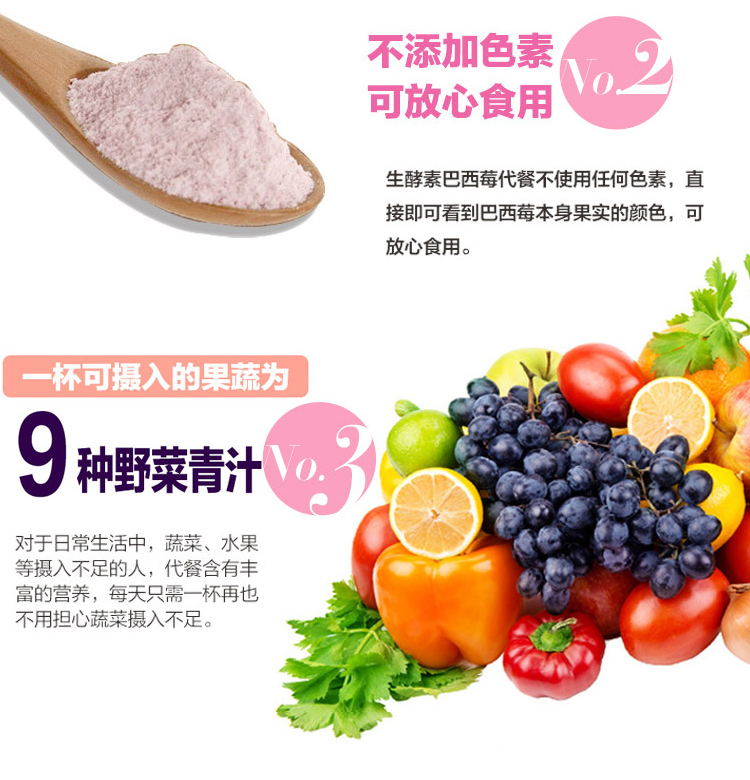 不添加色素
可放心食用
No.2
生酵素巴西莓代餐不使用任何色素，直
接即可看到巴西莓本身果实的颜色，可
放心食用。
一杯可摄入的果蔬为
9种野菜青汁
No.3
对于日常生活中，蔬菜、水果
等摄入不足的人，代餐含有丰
富的营养，每天只需一杯再也
不用担心蔬菜摄入不足。